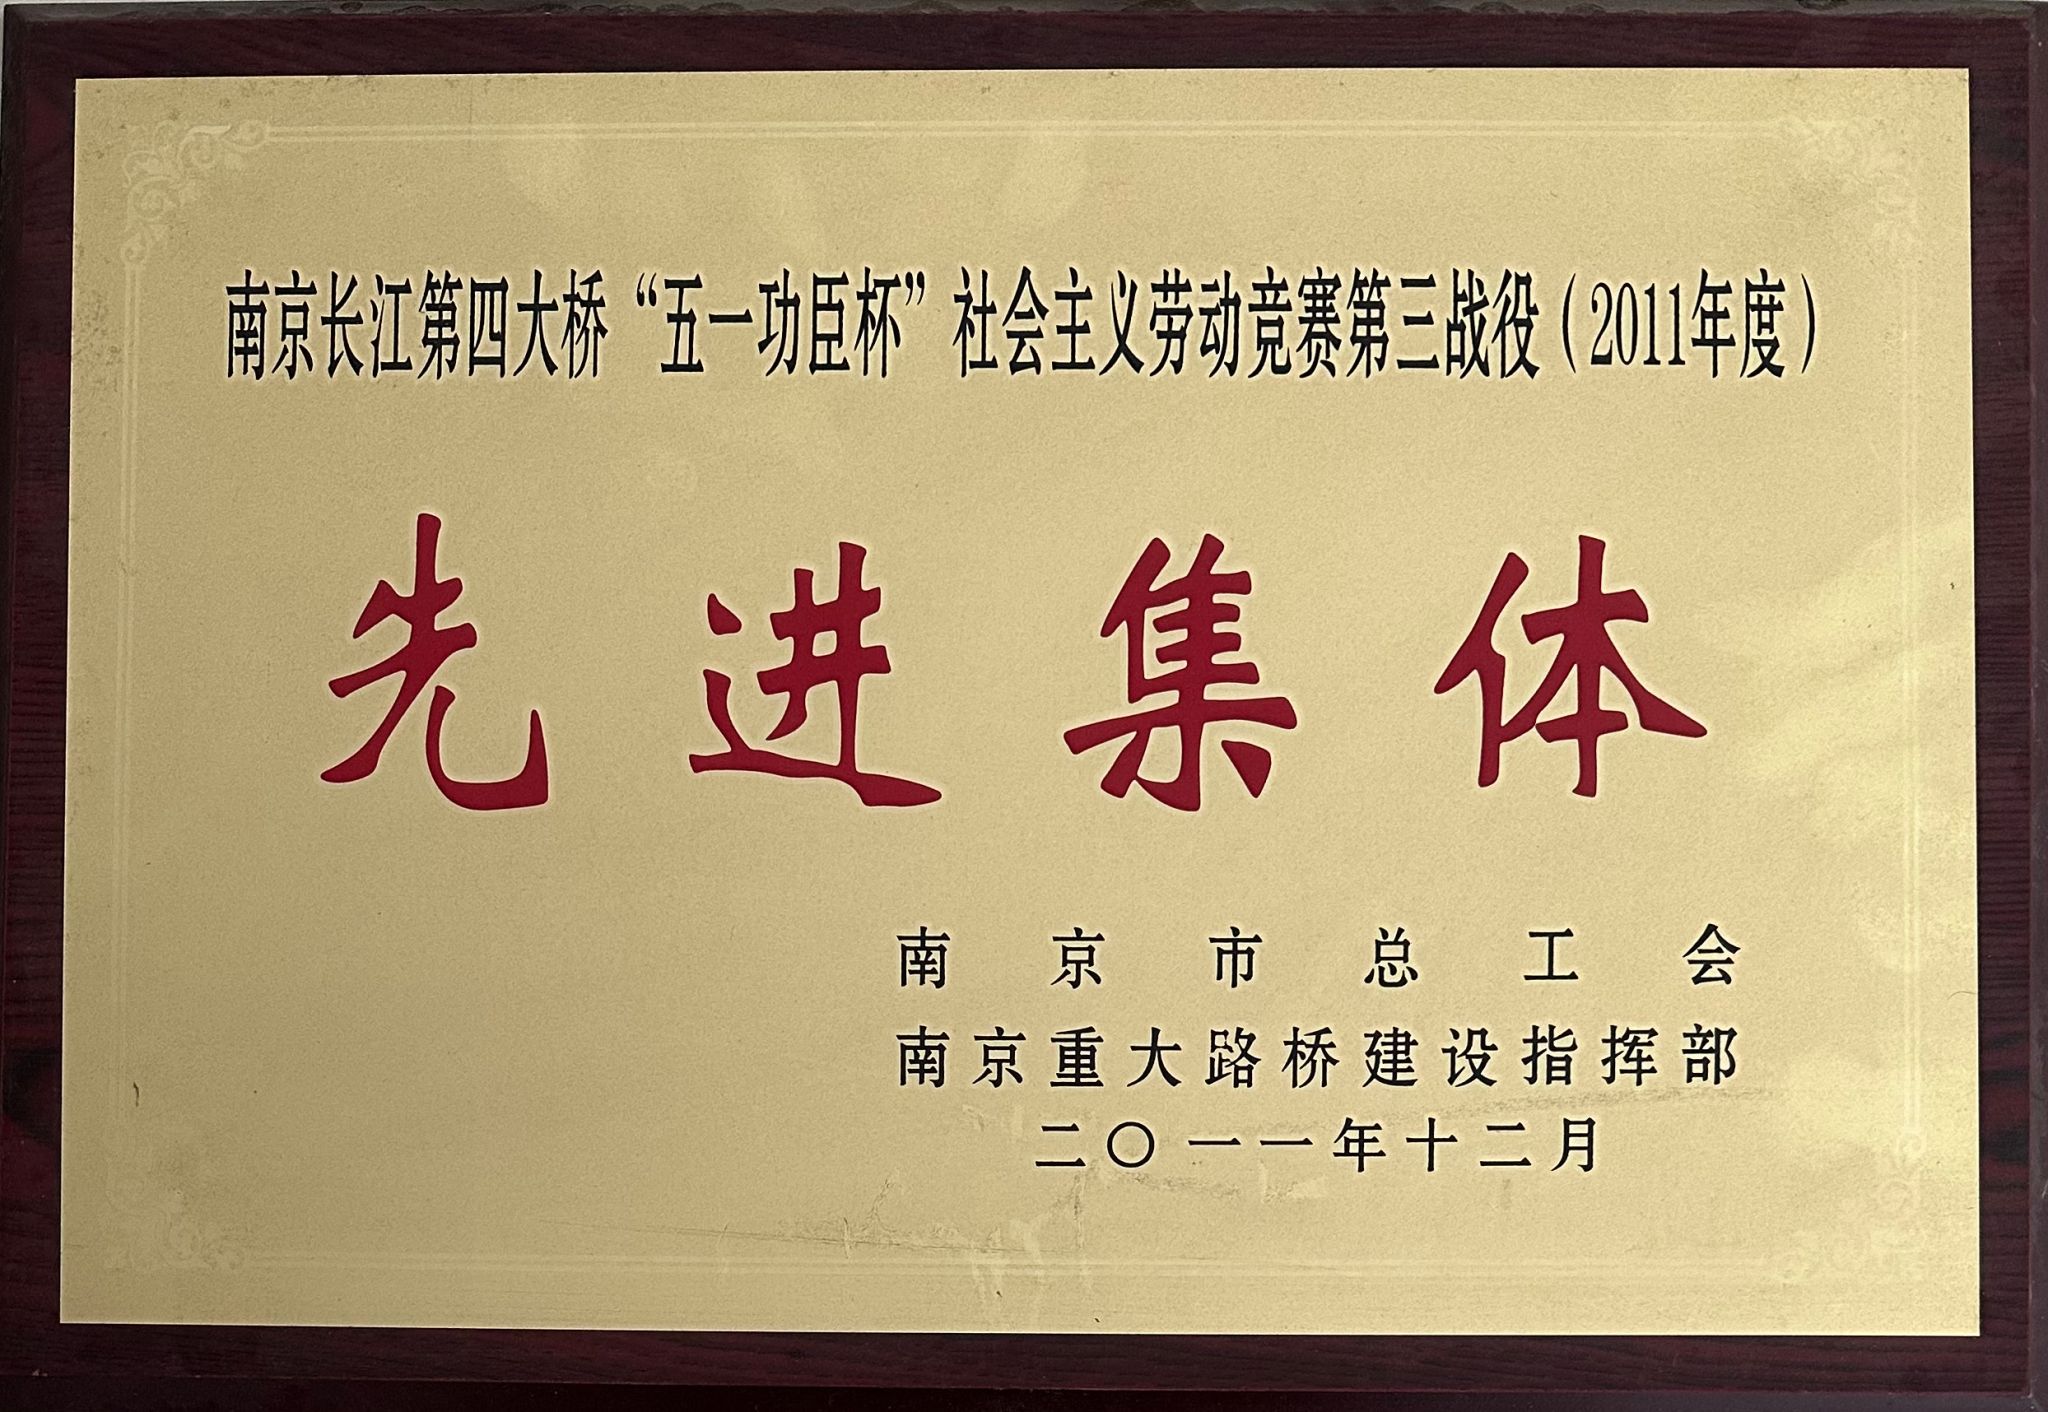 南京长江第四大桥“五一功臣杯”社会主义劳动竞赛第三战役（2011年度）
先进集体
南京市总工会
南京重大路桥建设指挥部
二〇一一年十二月